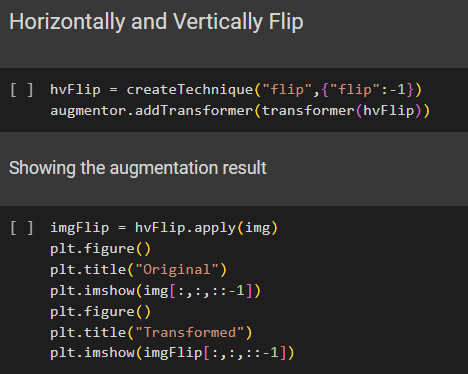 Horizontally and Vertically Flip
[ ] hvFlip = createTechnique("flip",{"flip":-1})
augmentor.addTransformer(transformer(hvFlip))
Showing the augmentation result
[ ] imgFlip = hvFlip.apply(img)
plt.figure()
plt.title("Original")
plt.imshow(img[:,:,::-1])
plt.figure()
plt.title("Transformed")
plt.imshow(imgFlip[:,:,::-1])